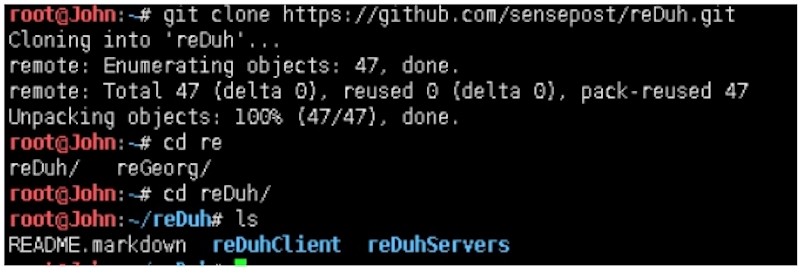 root@John:~# git clone https://github.com/sensepost/reDuh.git
Cloning into 'reDuh'...
remote: Enumerating objects: 47, done.
remote: Total 47 (delta 0), reused 0 (delta 0), pack-reused 47
Unpacking objects: 100% (47/47), done.
root@John:~# cd re
reDuh/   reGeorg/
root@John:~# cd reDuh/
root@John:~/reDuh# ls
README.markdown  reDuhClient  reDuhServers